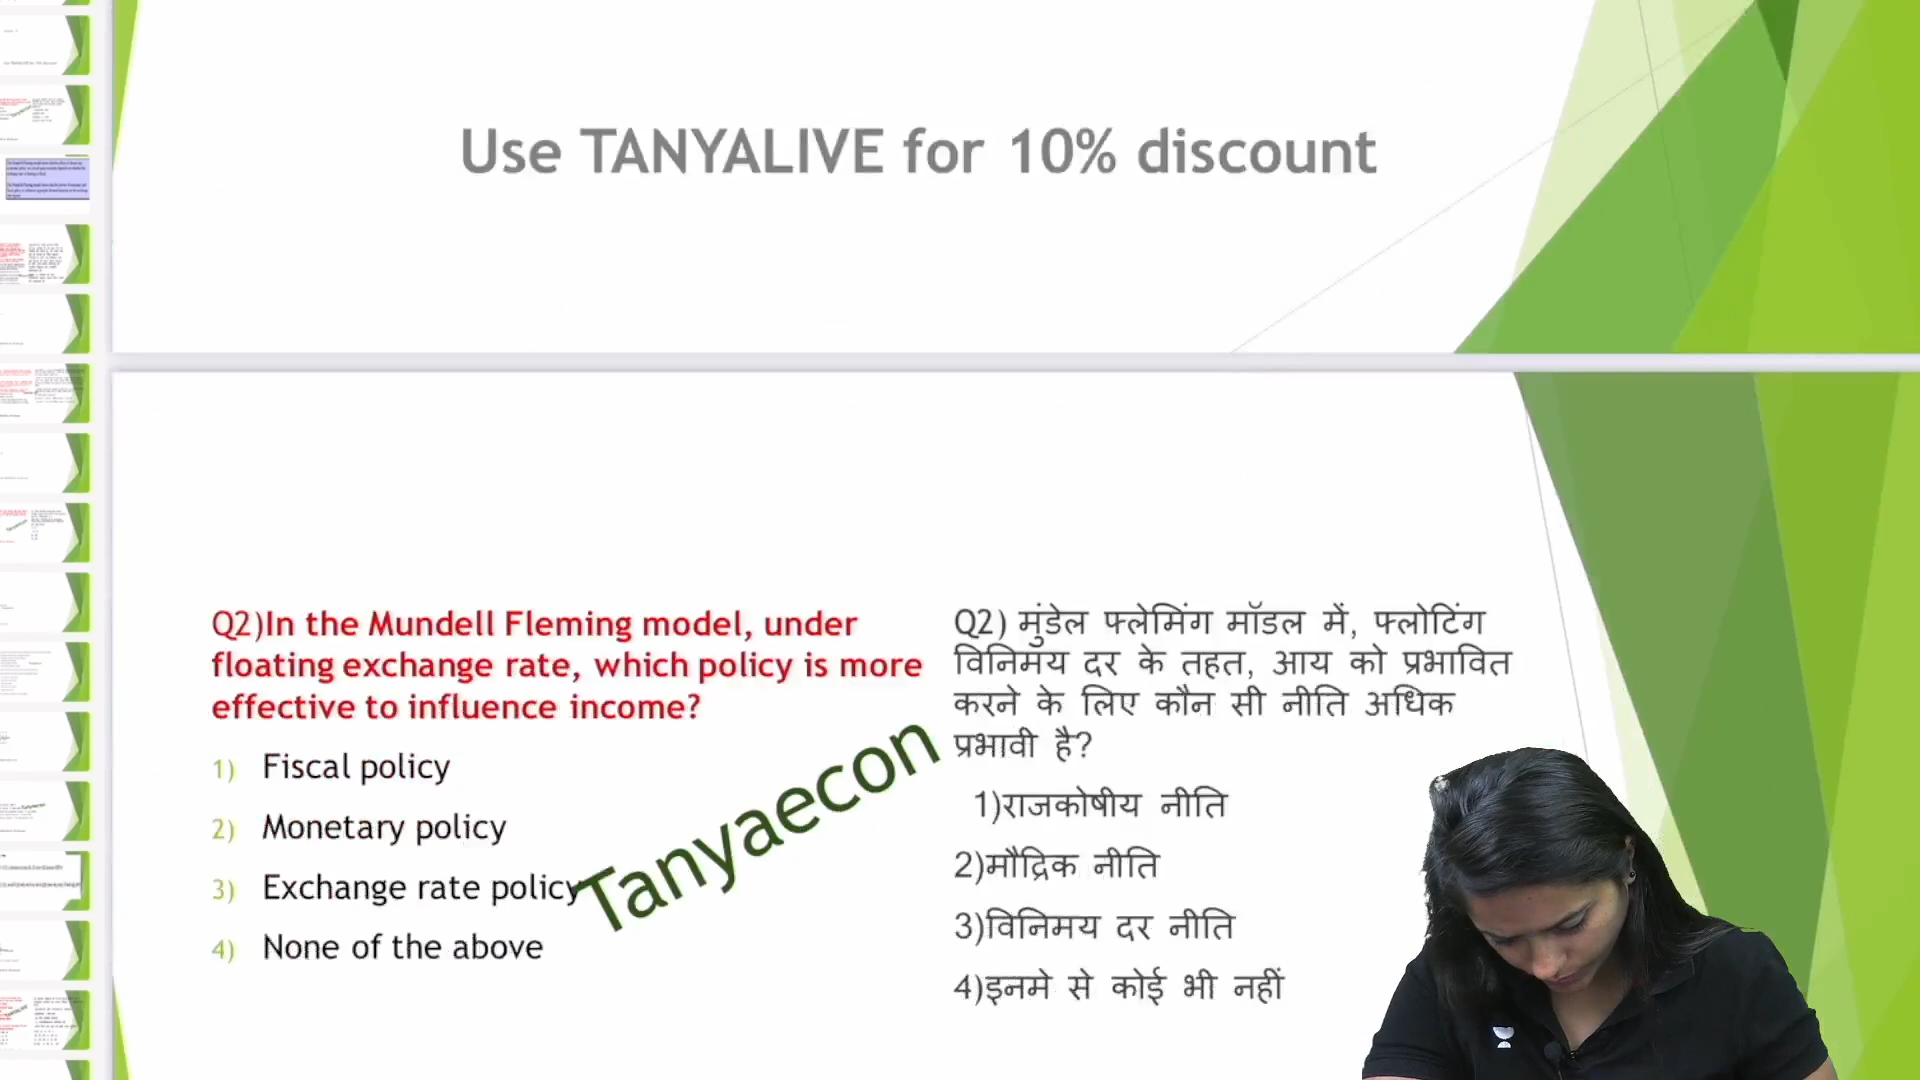 Use TANYALIVE for 10% discount
Q2)In the Mundell Fleming model, under
floating exchange rate, which policy is more
effective to influence income?
1) Fiscal policy
2) Monetary policy
3) Exchange rate policy
4) None of the above
Tanyaecon
Q2) मुंडेल फ्लेमिंग मॉडल में, फ्लोटिंग
विनिमय दर के तहत, आय को प्रभावित
करने के लिए कौन सी नीति अधिक
प्रभावी है?
1)राजकोषीय नीति
2)मौद्रिक नीति
3)विनिमय दर नीति
4)इनमे से कोई भी नहीं